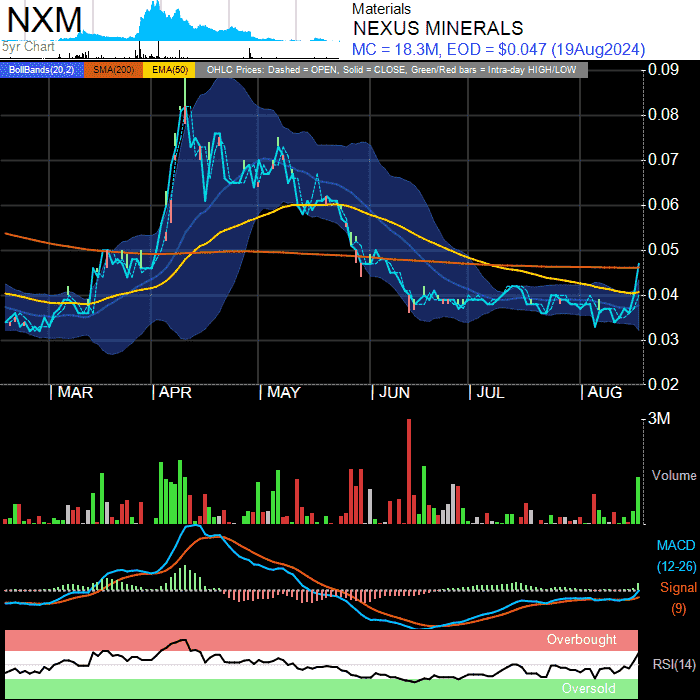 NXM
5yr Chart
Materials
NEXUS MINERALS
MC = 18.3M, EOD = $0.047 (19Aug2024)
BollBands(20,2) SMA(200) EMA(50) OHLC Prices: Dashed = OPEN, Solid = CLOSE, Green/Red bars = Intra-day HIGH/LOW
0.09
0.08
0.07
0.06
0.05
0.04
0.03
0.02
MAR APR MAY JUN JUL AUG
3M
Volume
MACD
(12-26)
Signal
(9)
Overbought
RSI(14)
Oversold